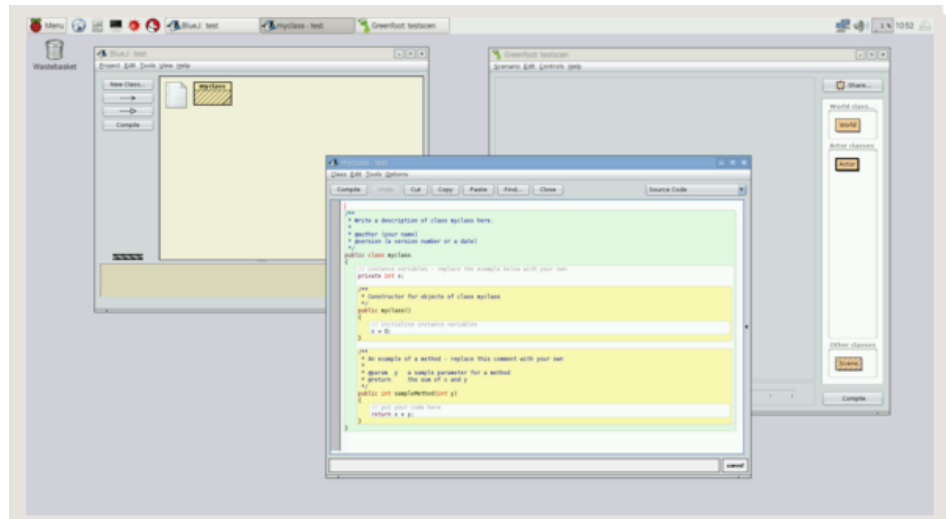 Menu
BlueJ: test
myclass - test
Greenfoot: testscen
1 %
10:52
Wastebasket
BlueJ: test
Project Edit Tools View Help
New Class...
Compile
myclass
Greenfoot: testscen
Scenario Edit Controls Help
Share...
World class...
World
Actor classes
Actor
Other classes
Scene
Compile
myclass - test
Class Edit Tools Options
Compile Undo Cut Copy Paste Find... Close Source Code
/**
* Write a description of class myclass here.
*
* @author (your name)
* @version (a version number or a date)
*/
public class myclass
{
// instance variables - replace the example below with your own
private int x;
/**
* Constructor for objects of class myclass
*/
public myclass()
{
// initialise instance variables
x = 0;
}
/**
* An example of a method - replace this comment with your own
*
* @param y a sample parameter for a method
* @return the sum of x and y
*/
public int sampleMethod(int y)
{
// put your code here
return x + y;
}
}
saved